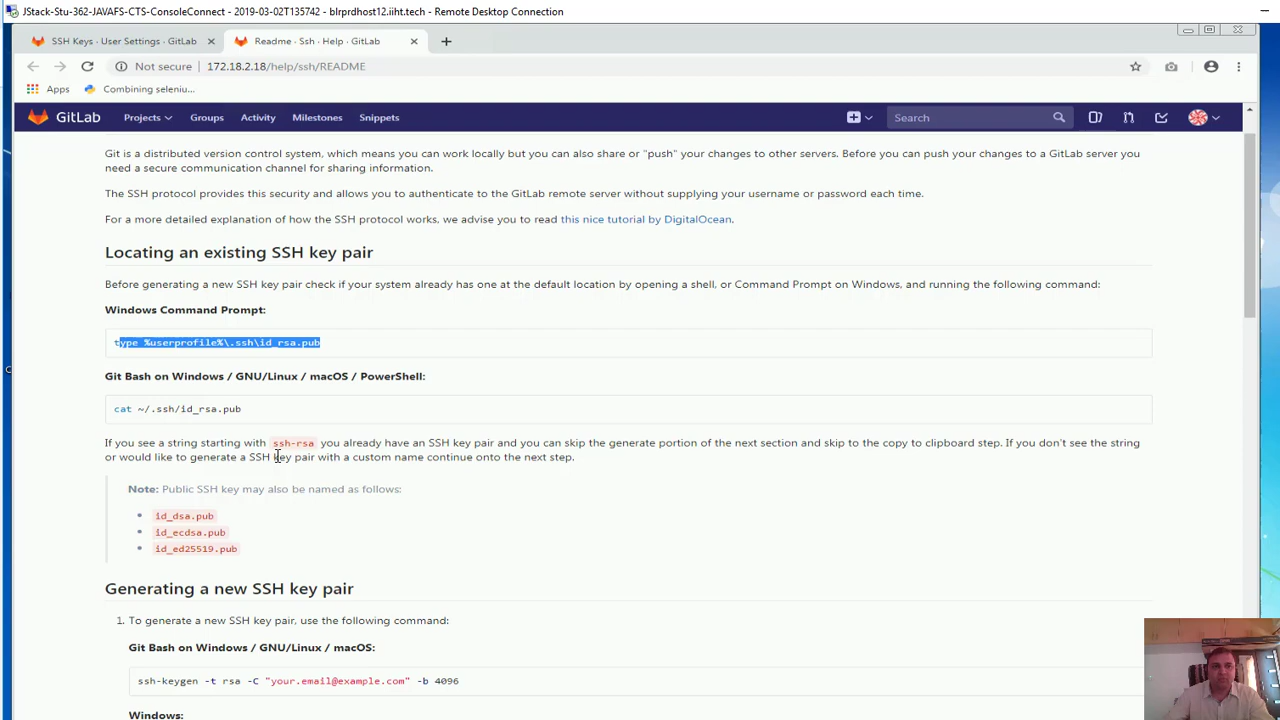 JStack-Stu-362-JAVAFS-CTS-ConsoleConnect - 2019-03-02T135742 - blrprdhost12.iiht.tech - Remote Desktop Connection
SSH Keys · User Settings · GitLab
Readme · Ssh · Help · GitLab
Not secure | 172.18.2.18/help/ssh/README
Apps
Combining seleniu...
GitLab
Projects
Groups
Activity
Milestones
Snippets
Search
Git is a distributed version control system, which means you can work locally but you can also share or "push" your changes to other servers. Before you can push your changes to a GitLab server you
need a secure communication channel for sharing information.
The SSH protocol provides this security and allows you to authenticate to the GitLab remote server without supplying your username or password each time.
For a more detailed explanation of how the SSH protocol works, we advise you to read this nice tutorial by DigitalOcean.
Locating an existing SSH key pair
Before generating a new SSH key pair check if your system already has one at the default location by opening a shell, or Command Prompt on Windows, and running the following command:
Windows Command Prompt:
type %userprofile%\.ssh\id_rsa.pub
Git Bash on Windows / GNU/Linux / macOS / PowerShell:
cat ~/.ssh/id_rsa.pub
If you see a string starting with ssh-rsa you already have an SSH key pair and you can skip the generate portion of the next section and skip to the copy to clipboard step. If you don't see the string
or would like to generate a SSH key pair with a custom name continue onto the next step.
Note: Public SSH key may also be named as follows:
id_dsa.pub
id_ecdsa.pub
id_ed25519.pub
Generating a new SSH key pair
1. To generate a new SSH key pair, use the following command:
Git Bash on Windows / GNU/Linux / macOS:
ssh-keygen -t rsa -C "your.email@example.com" -b 4096
Windows: